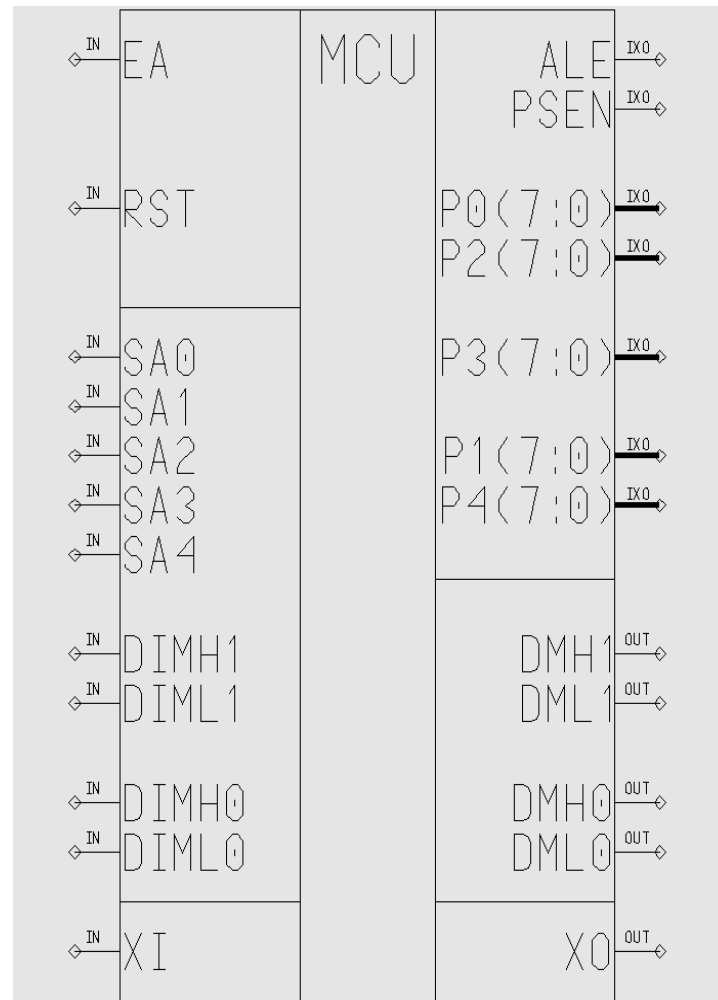 IN EA MCU ALE IXO
PSEN IXO
IN RST P0(7:0) IXO
P2(7:0) IXO
IN SA0 P3(7:0) IXO
IN SA1
IN SA2 P1(7:0) IXO
IN SA3 P4(7:0) IXO
IN SA4
IN DIMH1 DMH1 OUT
IN DIML1 DML1 OUT
IN DIMH0 DMH0 OUT
IN DIML0 DML0 OUT
IN XI XO OUT